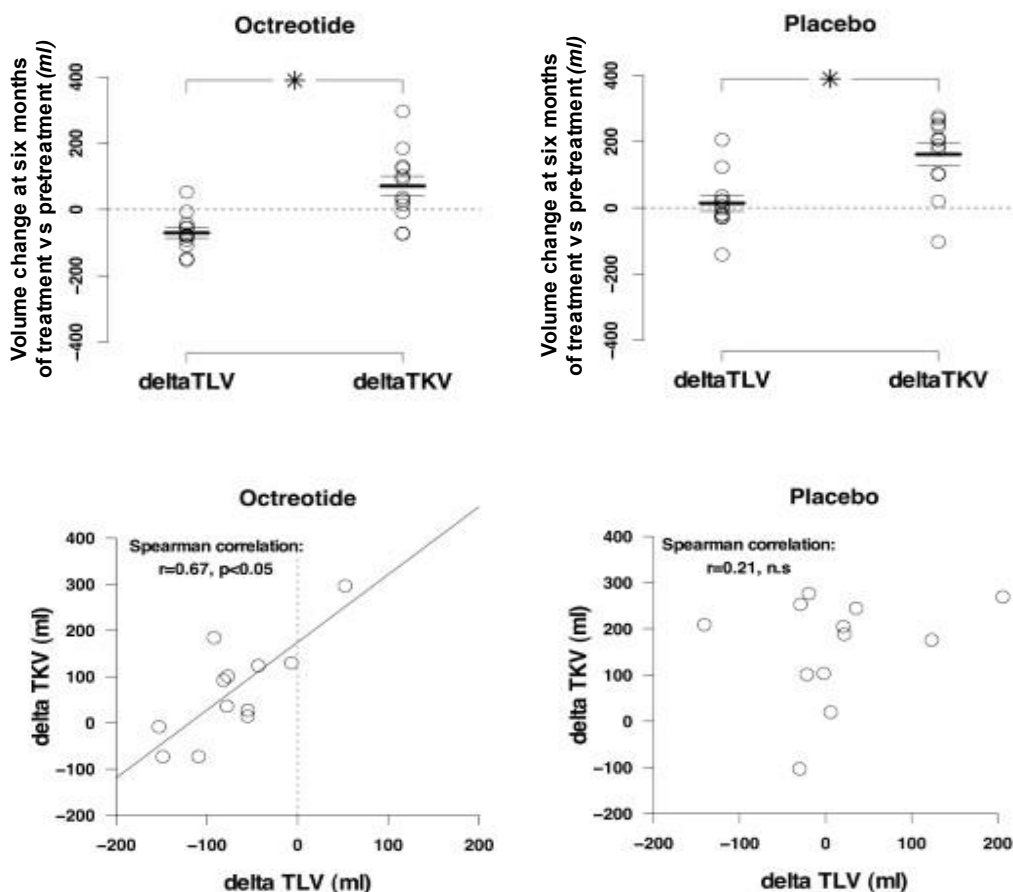 Octreotide
Volume change at six months
of treatment vs pretreatment (ml)
400
200
0
−200
−400
*
deltaTLV
deltaTKV
Placebo
Volume change at six months
of treatment vs pre-treatment (ml)
400
200
0
−200
−400
*
deltaTLV
deltaTKV
Octreotide
Spearman correlation:
r=0.67, p<0.05
delta TKV (ml)
400
300
200
100
0
−100
−200
−200
−100
0
100
200
delta TLV (ml)
Placebo
Spearman correlation:
r=0.21, n.s
delta TKV (ml)
400
300
200
100
0
−100
−200
−200
−100
0
100
200
delta TLV (ml)